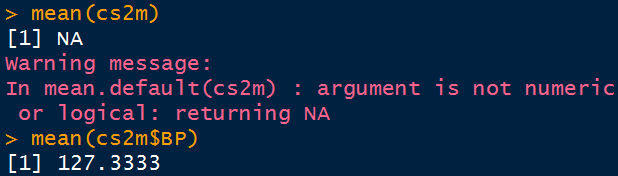 > mean(cs2m)
[1] NA
Warning message:
In mean.default(cs2m) : argument is not numeric
 or logical: returning NA
> mean(cs2m$BP)
[1] 127.3333